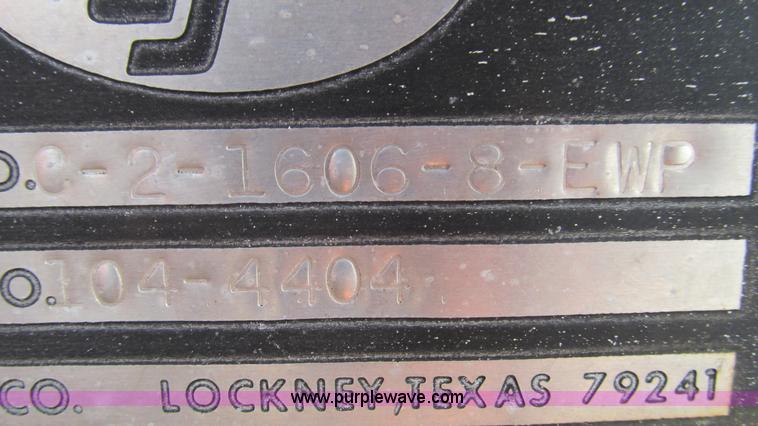 O. C-2-1606-8-EWP
O. 104-4404
CO. LOCKNEY, TEXAS 79241
www.purplewave.com